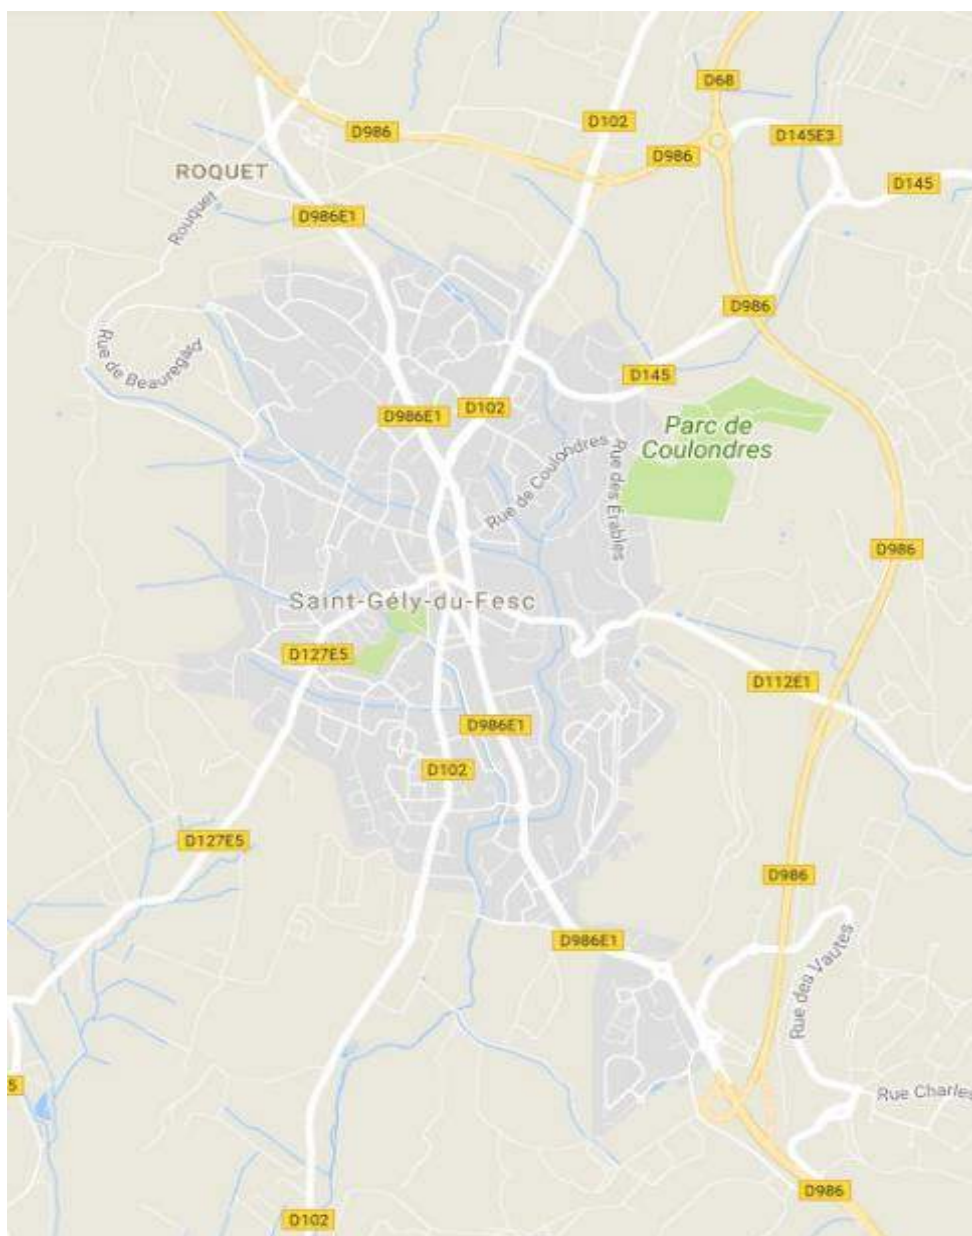 D68
D102
D986
D145E3
D986
ROQUET
D145
Rouquet
D986E1
D986
Rue de Beauregard
D145
D102
D986E1
Parc de
Coulondres
Rue de Coulondres
Rue des Érables
D986
Saint-Gély-du-Fesc
D127E5
D112E1
D986E1
D102
D127E5
D986
D986E1
Rue des Vautes
5
Rue Charles
D986
D102